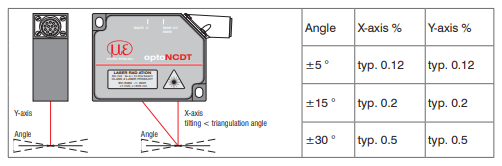 µε
optoNCDT
LASER RADIATION
Y-axis
Angle
X-axis
tilting < triangulation angle
Angle
Angle X-axis % Y-axis %
±5 ° typ. 0.12 typ. 0.12
±15 ° typ. 0.2 typ. 0.2
±30 ° typ. 0.5 typ. 0.5